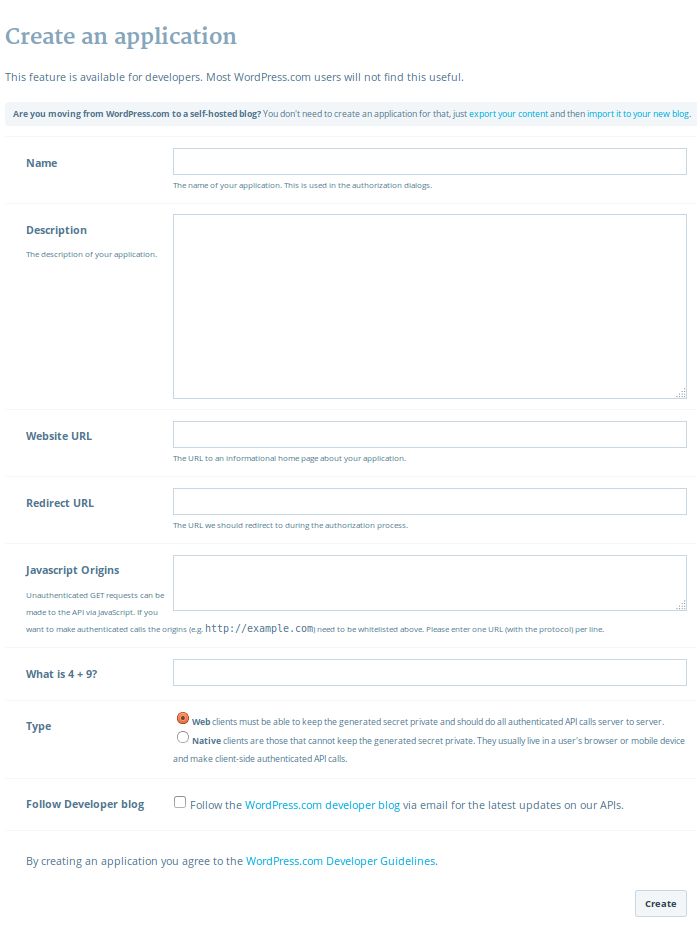 Create an application
This feature is available for developers. Most WordPress.com users will not find this useful.
Are you moving from WordPress.com to a self-hosted blog? You don't need to create an application for that, just export your content and then import it to your new blog.
Name
The name of your application. This is used in the authorization dialogs.
Description
The description of your application.
Website URL
The URL to an informational home page about your application.
Redirect URL
The URL we should redirect to during the authorization process.
Javascript Origins
Unauthenticated GET requests can be
made to the API via JavaScript. If you
want to make authenticated calls the origins (e.g. http://example.com) need to be whitelisted above. Please enter one URL (with the protocol) per line.
What is 4 + 9?
Type
Web clients must be able to keep the generated secret private and should do all authenticated API calls server to server.
Native clients are those that cannot keep the generated secret private. They usually live in a user's browser or mobile device
and make client-side authenticated API calls.
Follow Developer blog
Follow the WordPress.com developer blog via email for the latest updates on our APIs.
By creating an application you agree to the WordPress.com Developer Guidelines.
Create